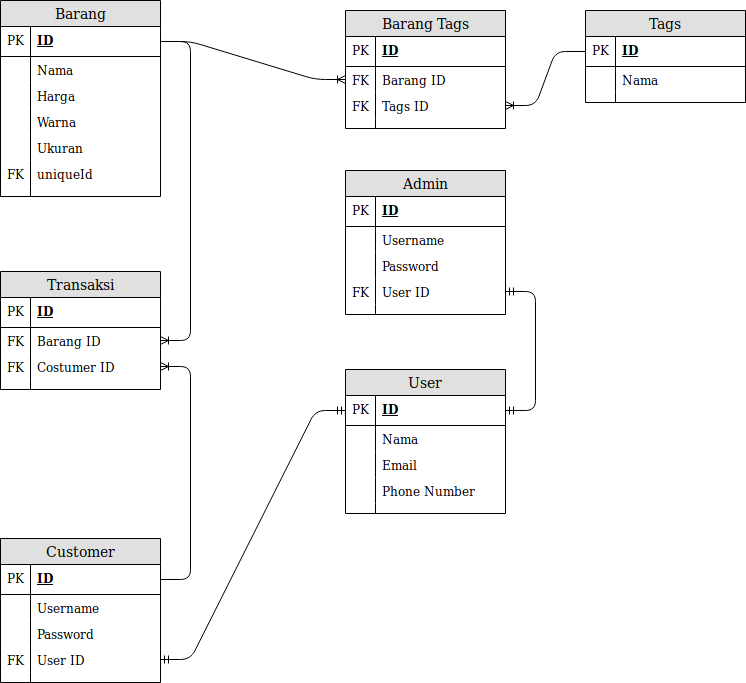 Barang
PK ID
Nama
Harga
Warna
Ukuran
FK uniqueId
Barang Tags
PK ID
FK Barang ID
FK Tags ID
Tags
PK ID
Nama
Admin
PK ID
Username
Password
FK User ID
Transaksi
PK ID
FK Barang ID
FK Costumer ID
User
PK ID
Nama
Email
Phone Number
Customer
PK ID
Username
Password
FK User ID